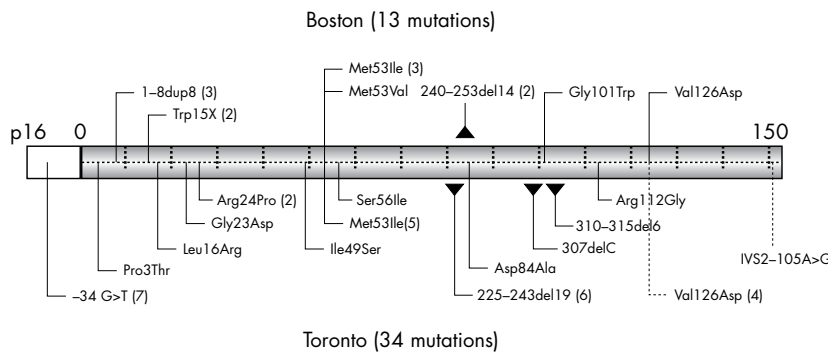 Boston (13 mutations)
Met53Ile (3)
1–8dup8 (3)
Met53Val
240–253del14 (2)
Gly101Trp
Val126Asp
Trp15X (2)
p16
0
150
Arg24Pro (2)
Ser56Ile
Arg112Gly
Gly23Asp
Met53Ile(5)
310–315del6
Leu16Arg
Ile49Ser
307delC
IVS2–105A>G
Pro3Thr
Asp84Ala
–34 G>T (7)
225–243del19 (6)
Val126Asp (4)
Toronto (34 mutations)